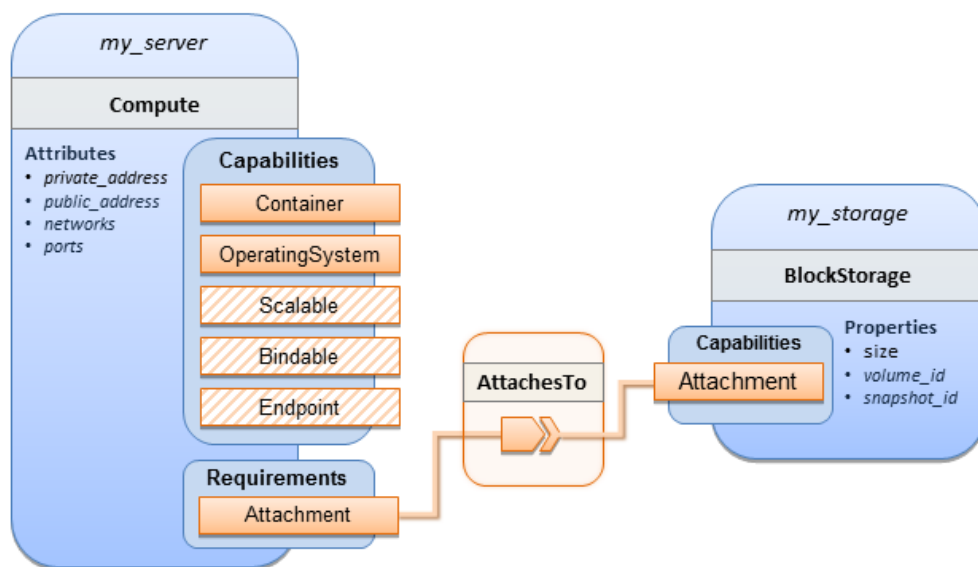 my_server
Compute
Attributes
• private_address
• public_address
• networks
• ports
Capabilities
Container
OperatingSystem
Scalable
Bindable
Endpoint
Requirements
Attachment
AttachesTo
my_storage
BlockStorage
Capabilities
Attachment
Properties
• size
• volume_id
• snapshot_id